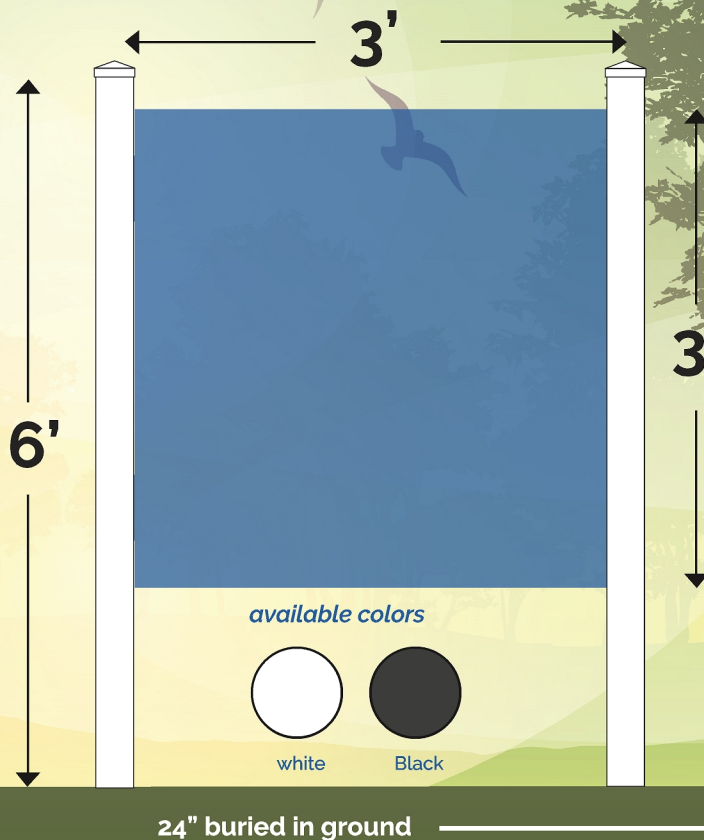 3’
6’
3
available colors
white
Black
24” buried in ground